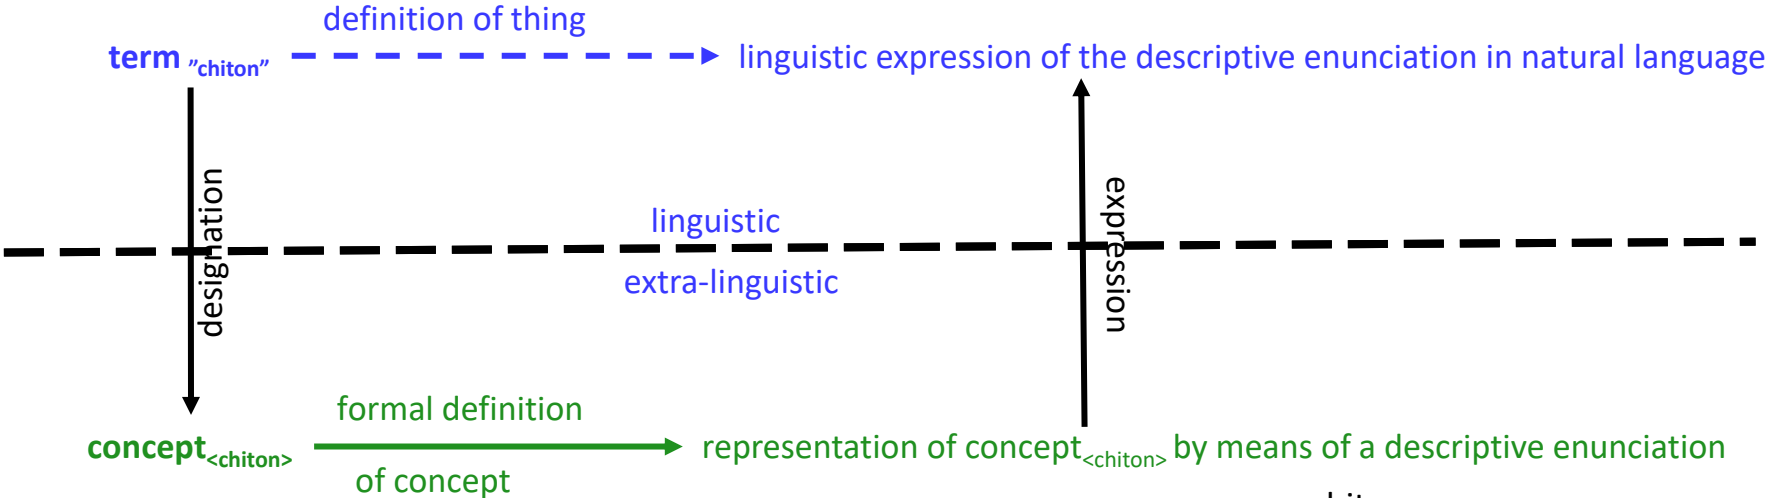 definition of thing
term "chiton" linguistic expression of the descriptive enunciation in natural language
designation
expression
linguistic
extra-linguistic
formal definition
concept<chiton> representation of concept<chiton> by means of a descriptive enunciation
of concept